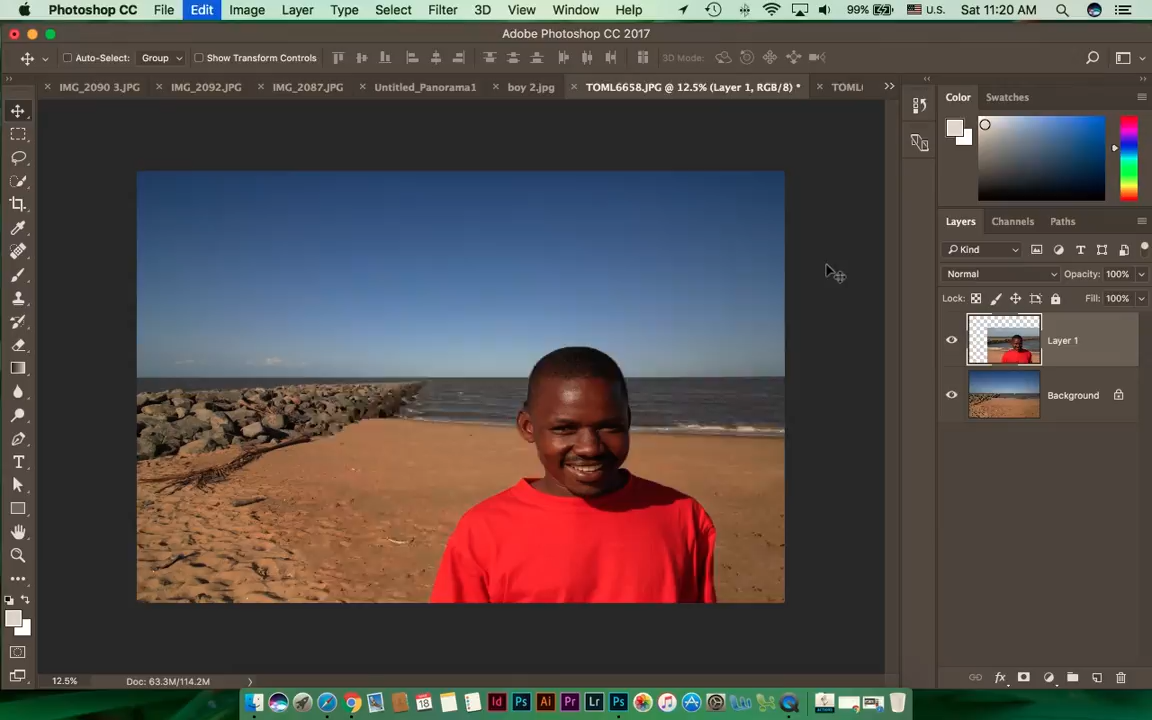 Photoshop CC File Edit Image Layer Type Select Filter 3D View Window Help 99% U.S. Sat 11:20 AM
Adobe Photoshop CC 2017
Auto-Select: Group Show Transform Controls 3D Mode:
IMG_2090 3.JPG IMG_2092.JPG IMG_2087.JPG Untitled_Panorama1 boy 2.jpg TOML6658.JPG @ 12.5% (Layer 1, RGB/8) * TOML
Color Swatches
Layers Channels Paths
Kind
Normal Opacity: 100%
Lock: Fill: 100%
Layer 1
Background
12.5% Doc: 63.3M/114.2M